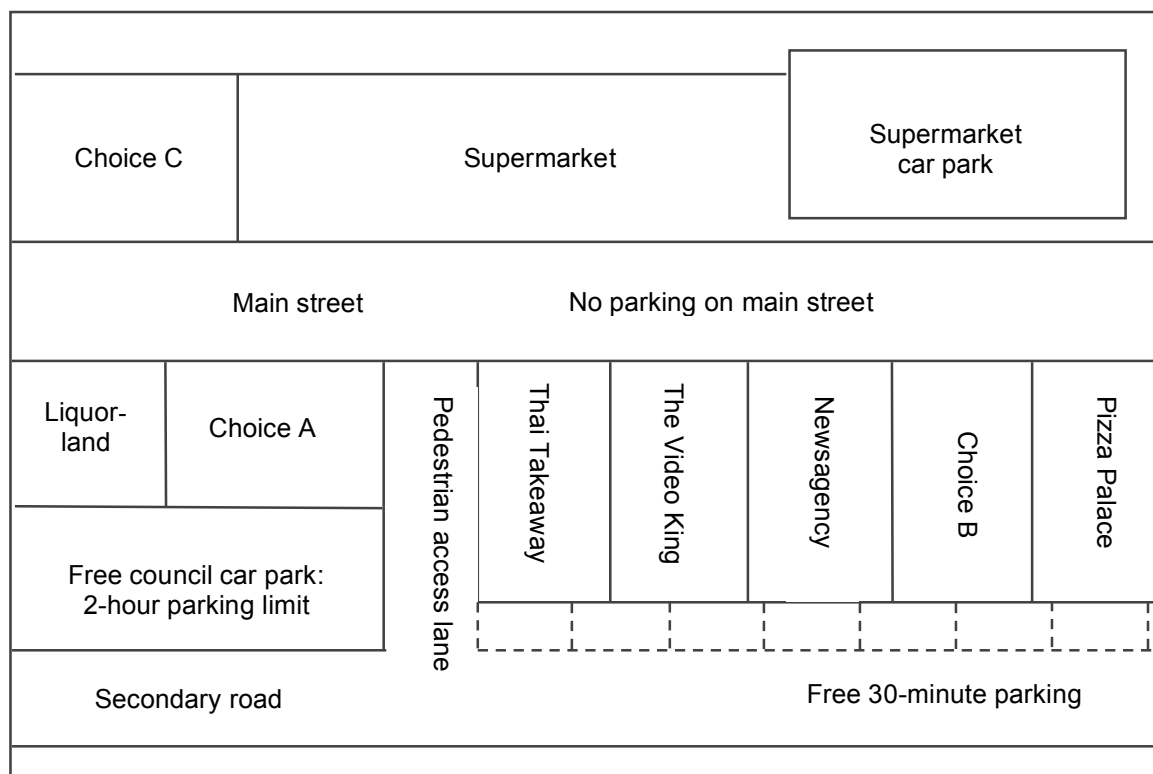 Choice C
Supermarket
Supermarket
car park
Main street
No parking on main street
Liquor-
land
Choice A
Pedestrian access lane
Thai Takeaway
The Video King
Newsagency
Choice B
Pizza Palace
Free council car park:
2-hour parking limit
Secondary road
Free 30-minute parking